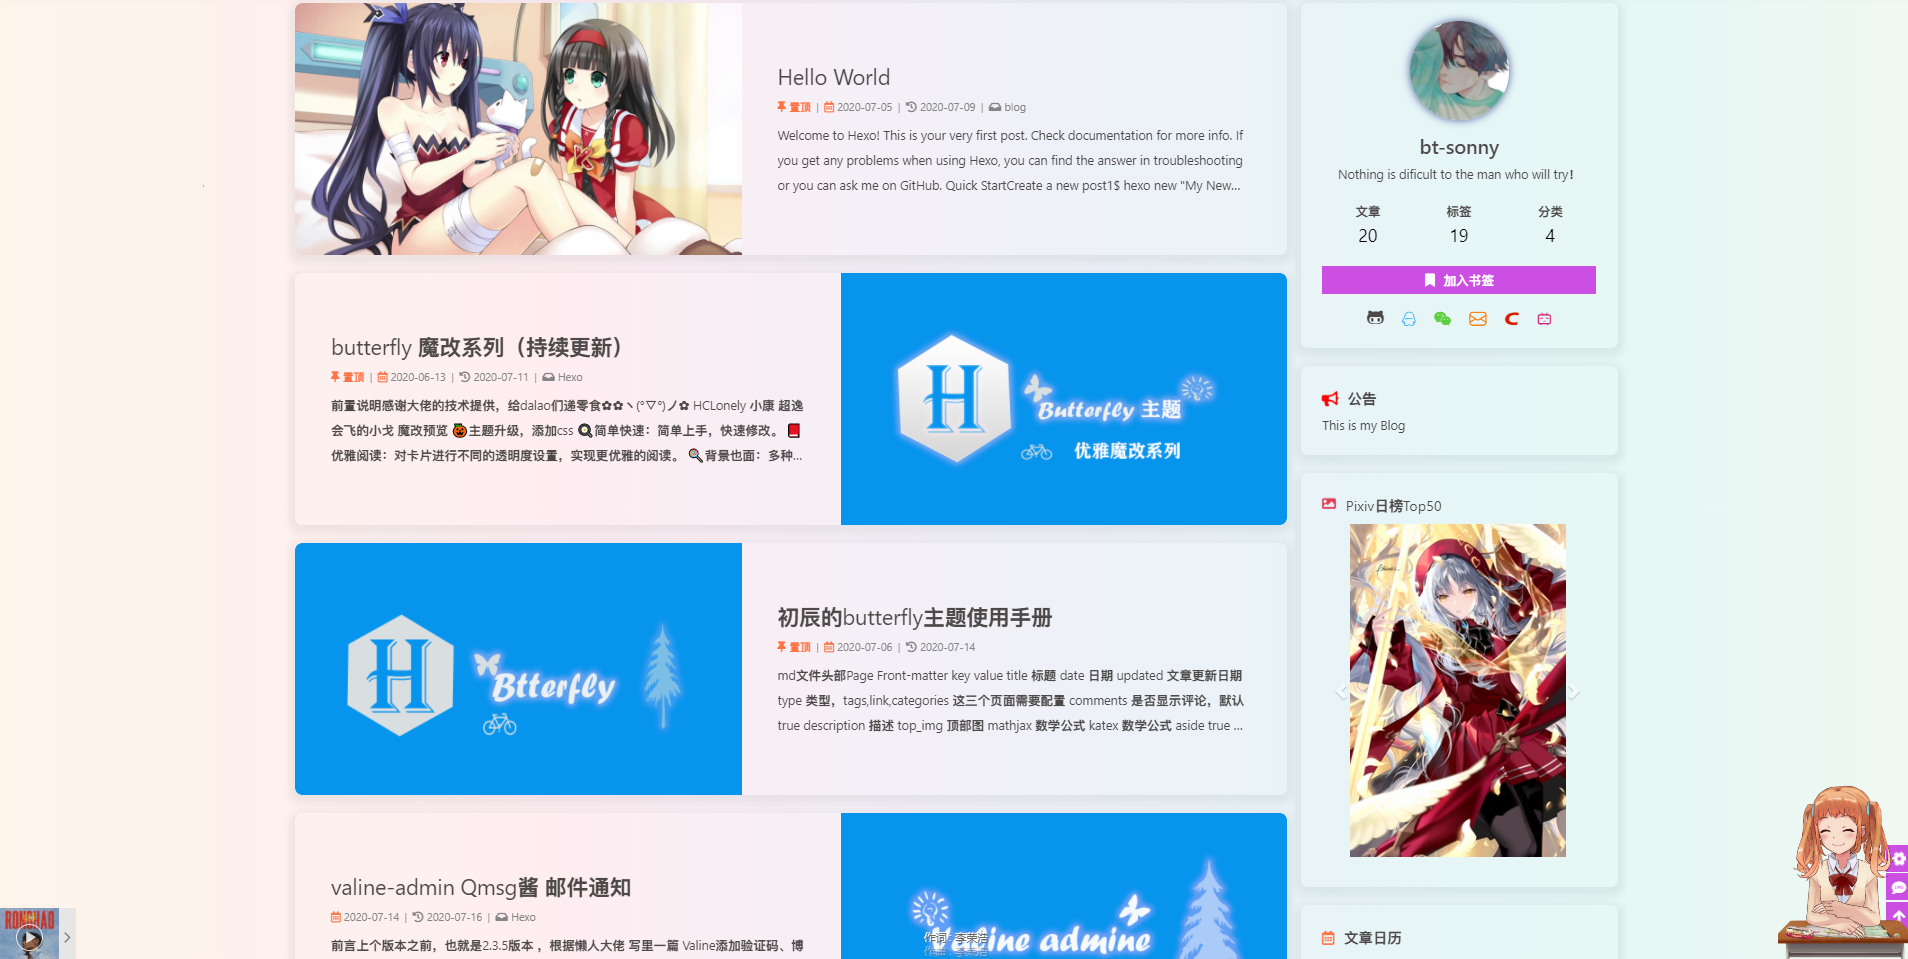 Hello World
置顶 | 2020-07-05 | 2020-07-09 | blog
Welcome to Hexo! This is your very first post. Check documentation for more info. If
you get any problems when using Hexo, you can find the answer in troubleshooting
or you can ask me on GitHub. Quick StartCreate a new post1$ hexo new "My New...
butterfly 魔改系列（持续更新）
置顶 | 2020-06-13 | 2020-07-11 | Hexo
前置说明感谢大佬的技术提供，给dalao们递零食✿✿ヽ(°▽°)ノ✿ HCLonely 小康 超逸
会飞的小戈 魔改预览 🎃主题升级，添加css 🍳简单快速：简单上手，快速修改。 📕
优雅阅读：对卡片进行不同的透明度设置，实现更优雅的阅读。 🔍背景也面：多种...
H
Butterfly 主题
优雅魔改系列
H
Btterfly
初辰的butterfly主题使用手册
置顶 | 2020-07-06 | 2020-07-14
md文件头部Page Front-matter key value title 标题 date 日期 updated 文章更新日期
type 类型，tags,link,categories 这三个页面需要配置 comments 是否显示评论，默认
true description 描述 top_img 顶部图 mathjax 数学公式 katex 数学公式 aside true ...
valine-admin Qmsg酱 邮件通知
2020-07-14 | 2020-07-16 | Hexo
前言上个版本之前，也就是2.3.5版本 ，根据懒人大佬 写里一篇 Valine添加验证码、博
Valine admine
作词 : 李荣浩
bt-sonny
Nothing is dificult to the man who will try!
文章 标签 分类
20 19 4
加入书签
公告
This is my Blog
Pixiv日榜Top50
文章日历
RONGHAO